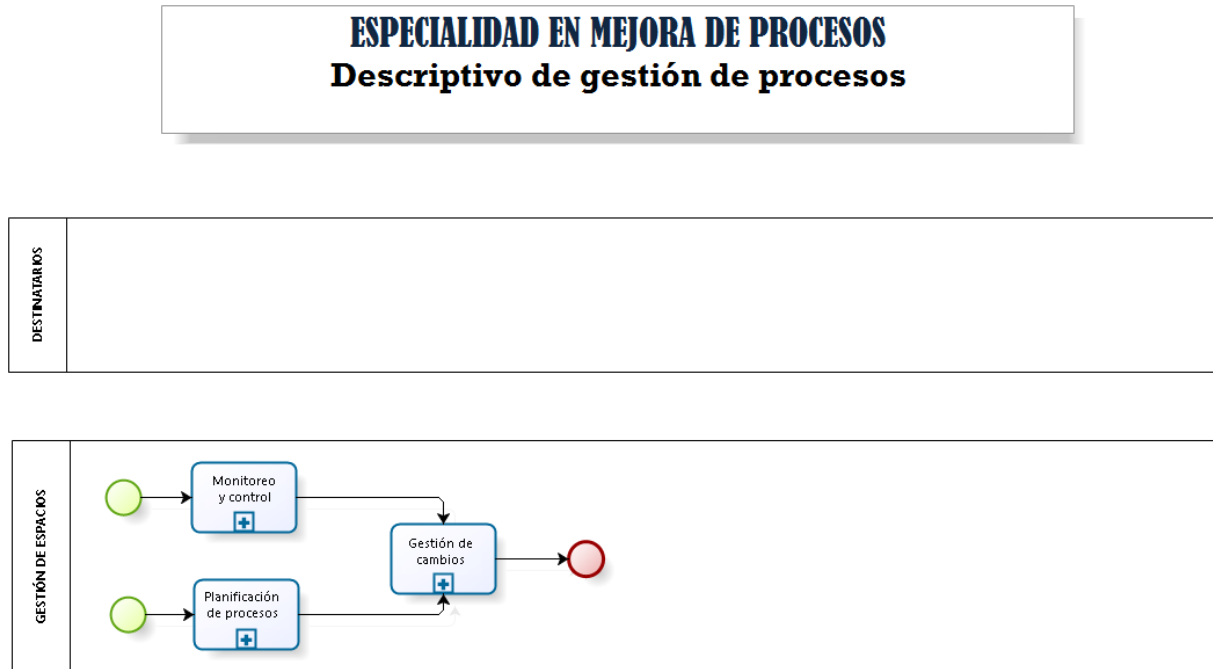 ESPECIALIDAD EN MEJORA DE PROCESOS
Descriptivo de gestión de procesos
DESTINATARIOS
GESTIÓN DE ESPACIOS
Monitoreo
y control
Gestión de
cambios
Planificación
de procesos